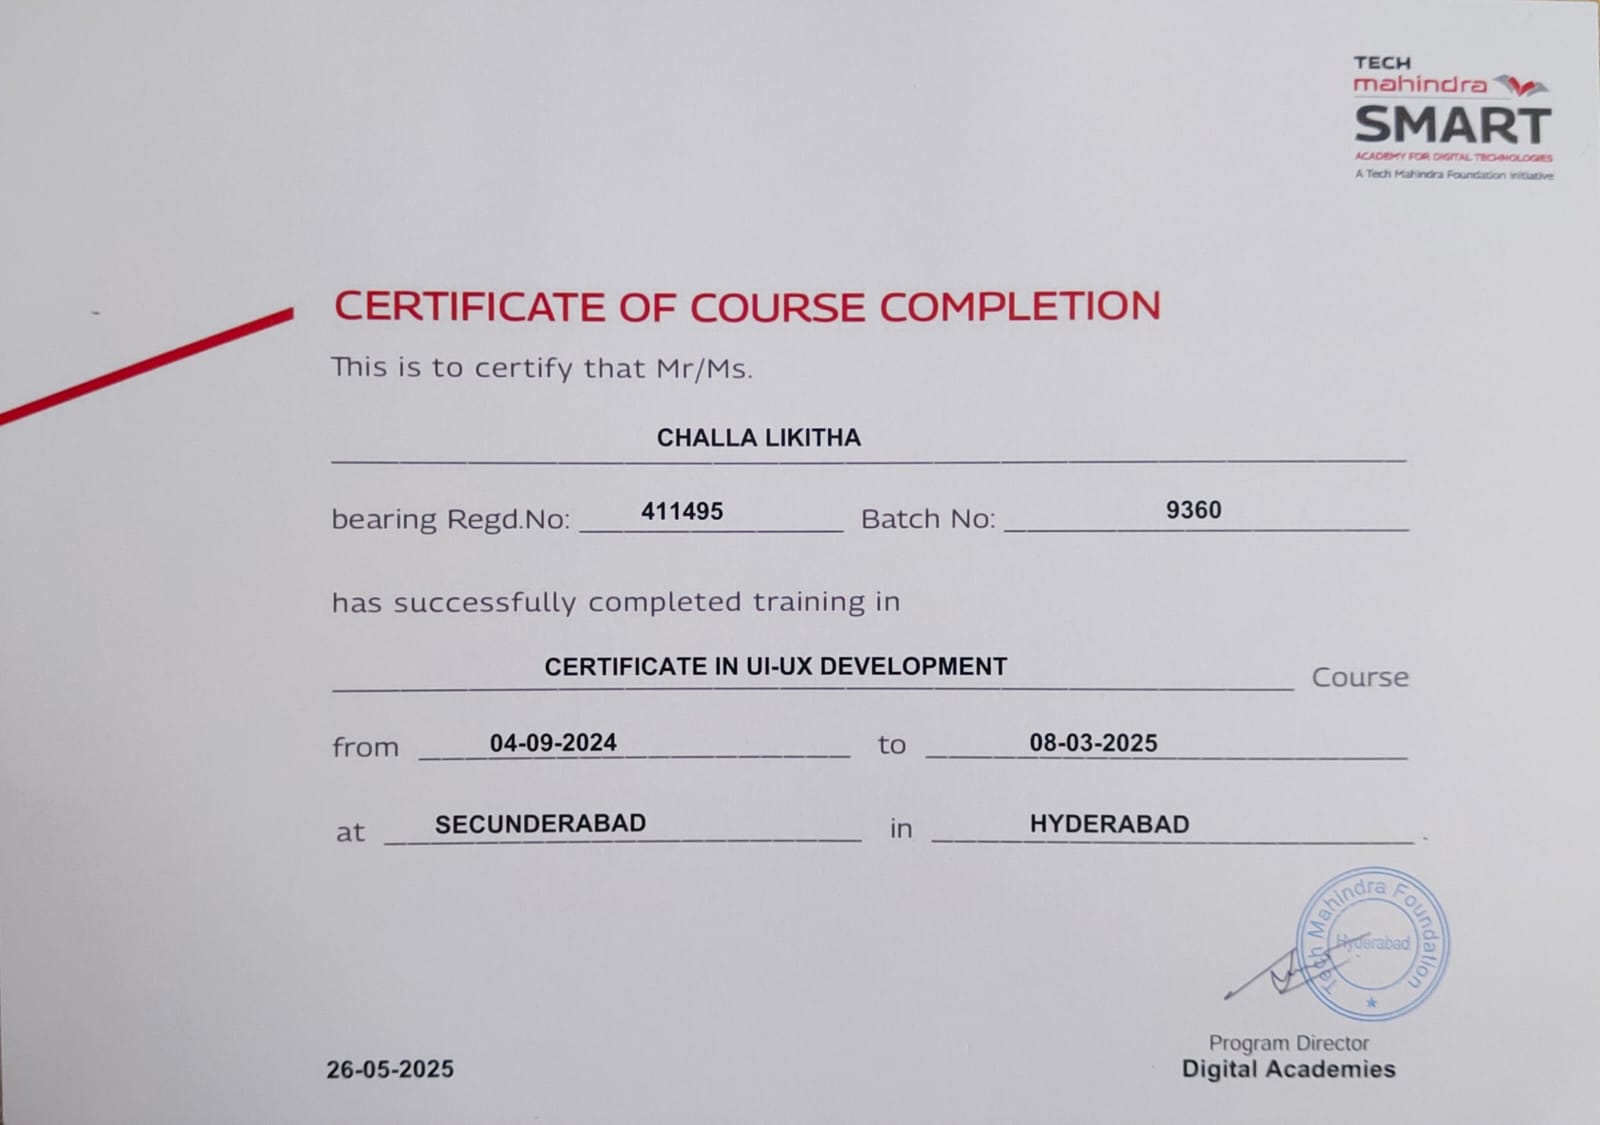 TECH
mahindra
SMART
ACADEMY FOR DIGITAL TECHNOLOGIES
A Tech Mahindra Foundation initiative
CERTIFICATE OF COURSE COMPLETION
This is to certify that Mr/Ms.
CHALLA LIKITHA
bearing Regd.No: 411495 Batch No: 9360
has successfully completed training in
CERTIFICATE IN UI-UX DEVELOPMENT Course
from 04-09-2024 to 08-03-2025
at SECUNDERABAD in HYDERABAD.
Tech Mahindra Foundation
Hyderabad
Program Director
Digital Academies
26-05-2025